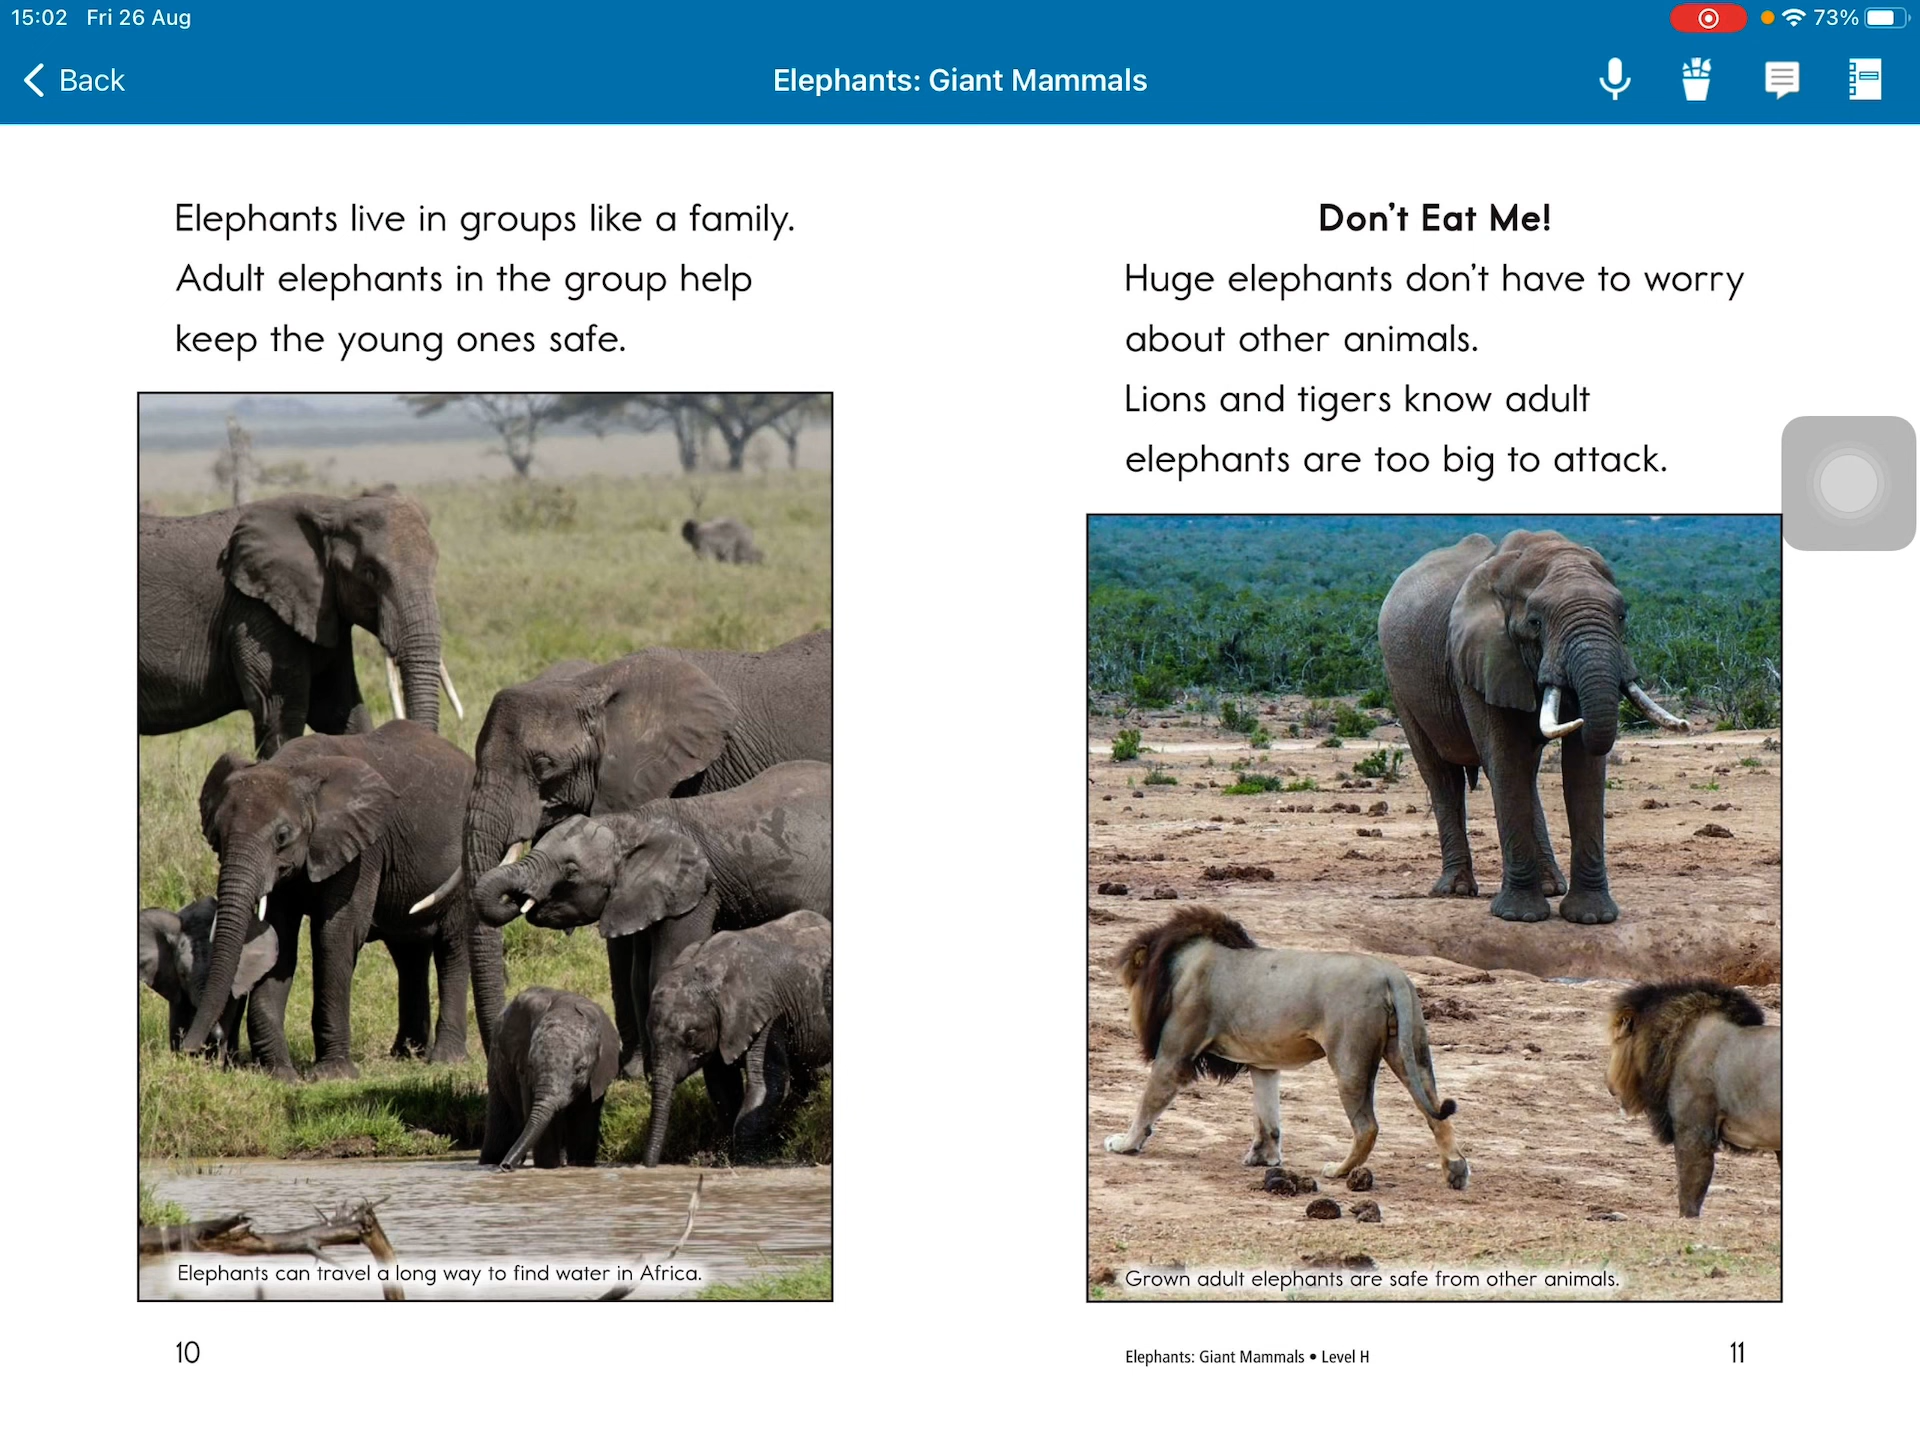 15:02 Fri 26 Aug
73%
Back
Elephants: Giant Mammals
Elephants live in groups like a family.
Adult elephants in the group help
keep the young ones safe.
Elephants can travel a long way to find water in Africa.
10
Don't Eat Me!
Huge elephants don't have to worry
about other animals.
Lions and tigers know adult
elephants are too big to attack.
Grown adult elephants are safe from other animals.
Elephants: Giant Mammals • Level H
11